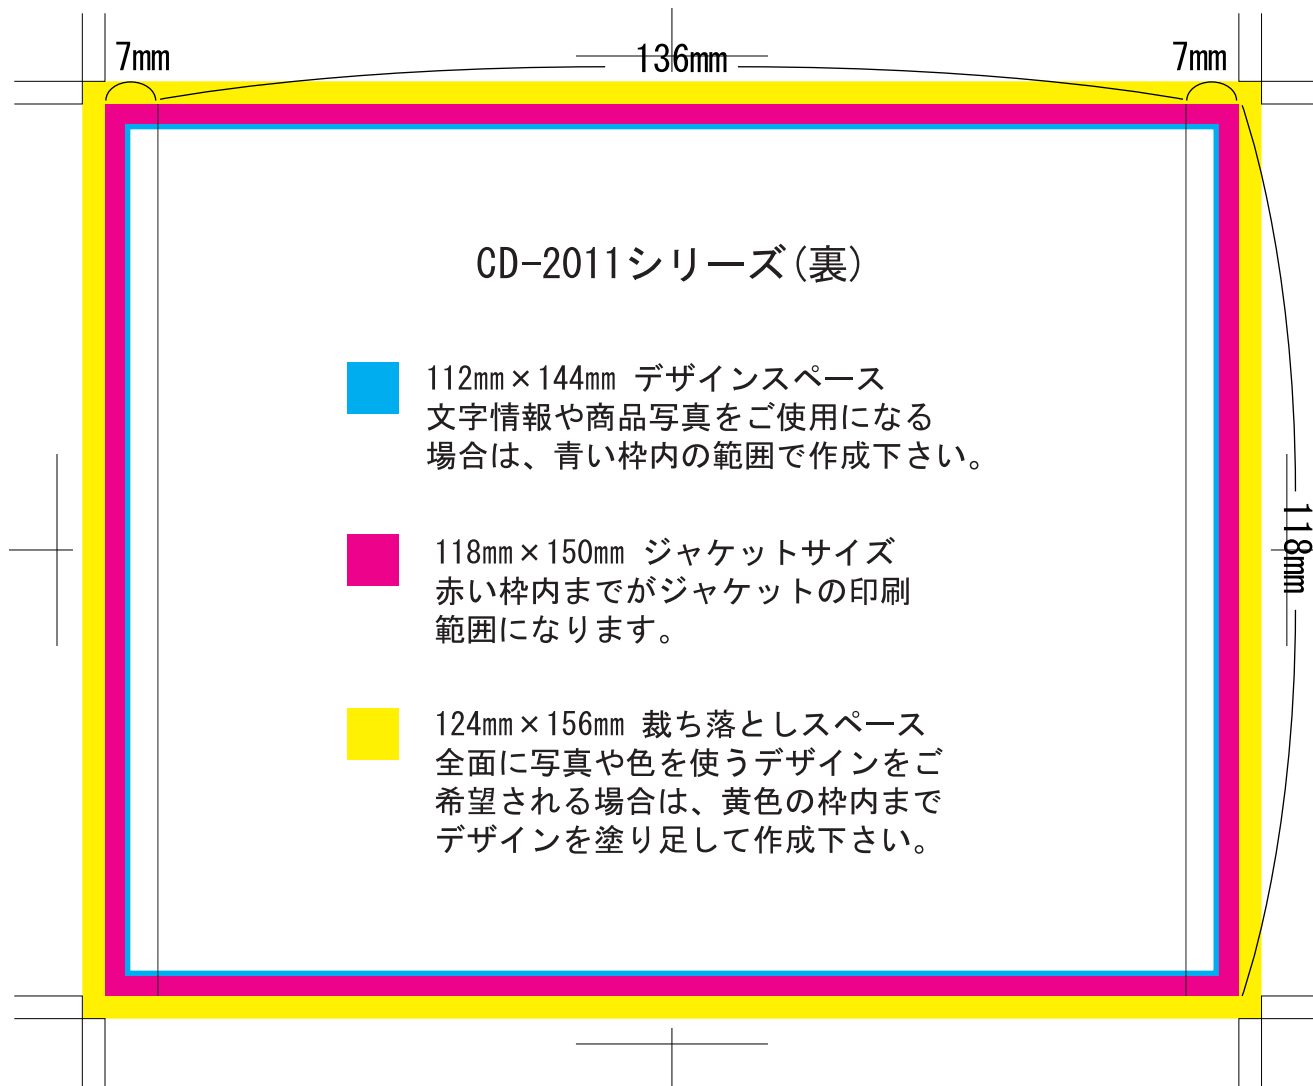 7mm
136mm
7mm
CD-2011シリーズ(裏)
112mm×144mm デザインスペース
文字情報や商品写真をご使用になる
場合は、青い枠内の範囲で作成下さい。
118mm×150mm ジャケットサイズ
赤い枠内までがジャケットの印刷
範囲になります。
124mm×156mm 裁ち落としスペース
全面に写真や色を使うデザインをご
希望される場合は、黄色の枠内まで
デザインを塗り足して作成下さい。
118mm